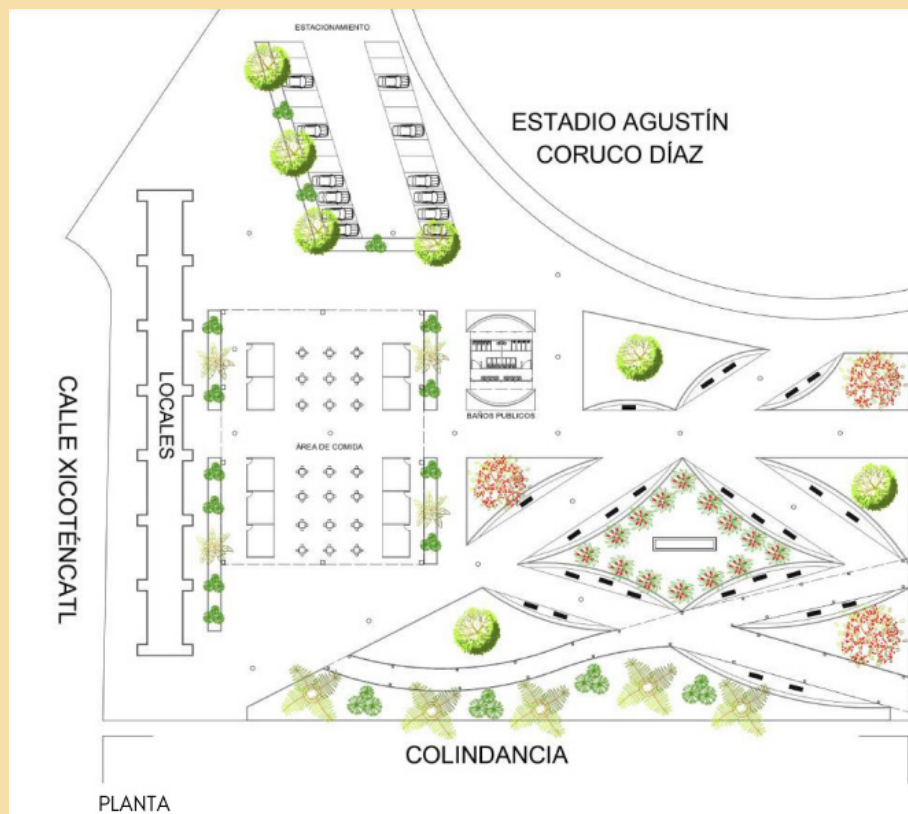 ESTACIONAMIENTO
ESTADIO AGUSTÍN
CORUCO DÍAZ
CALLE XICOTÉNCATL
LOCALES
BAÑOS PUBLICOS
ÁREA DE COMIDA
COLINDANCIA
PLANTA